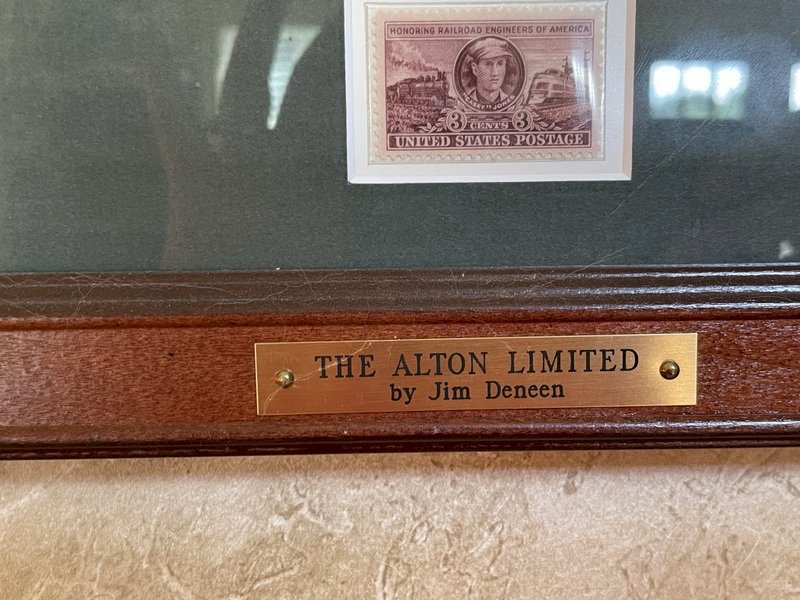 HONORING RAILROAD ENGINEERS OF AMERICA
CASEY JONES
3 CENTS 3
UNITED STATES POSTAGE
THE ALTON LIMITED
by Jim Deneen